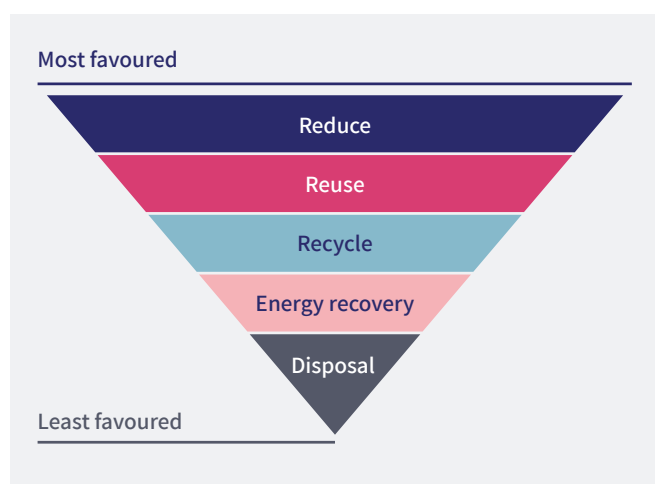 Most favoured
Reduce
Reuse
Recycle
Energy recovery
Disposal
Least favoured